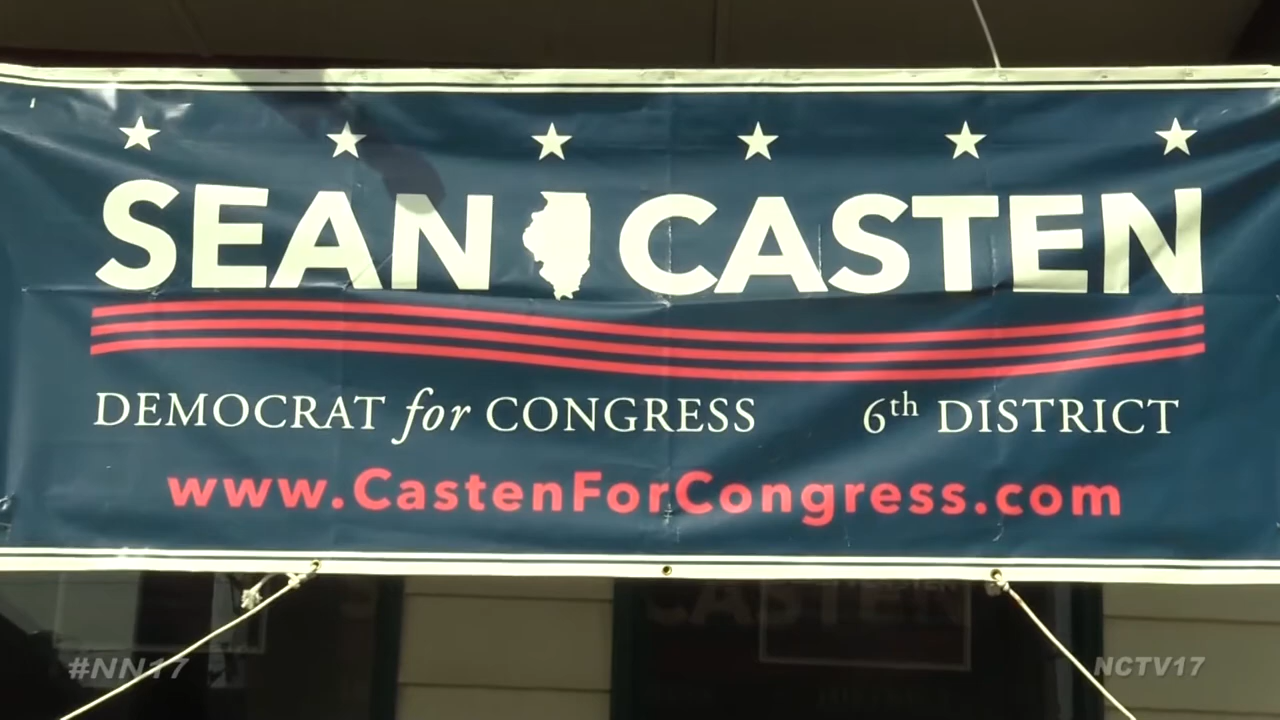 SEAN CASTEN
DEMOCRAT for CONGRESS 6th DISTRICT
www.CastenForCongress.com
CASTEN
#NN17
NCTV17